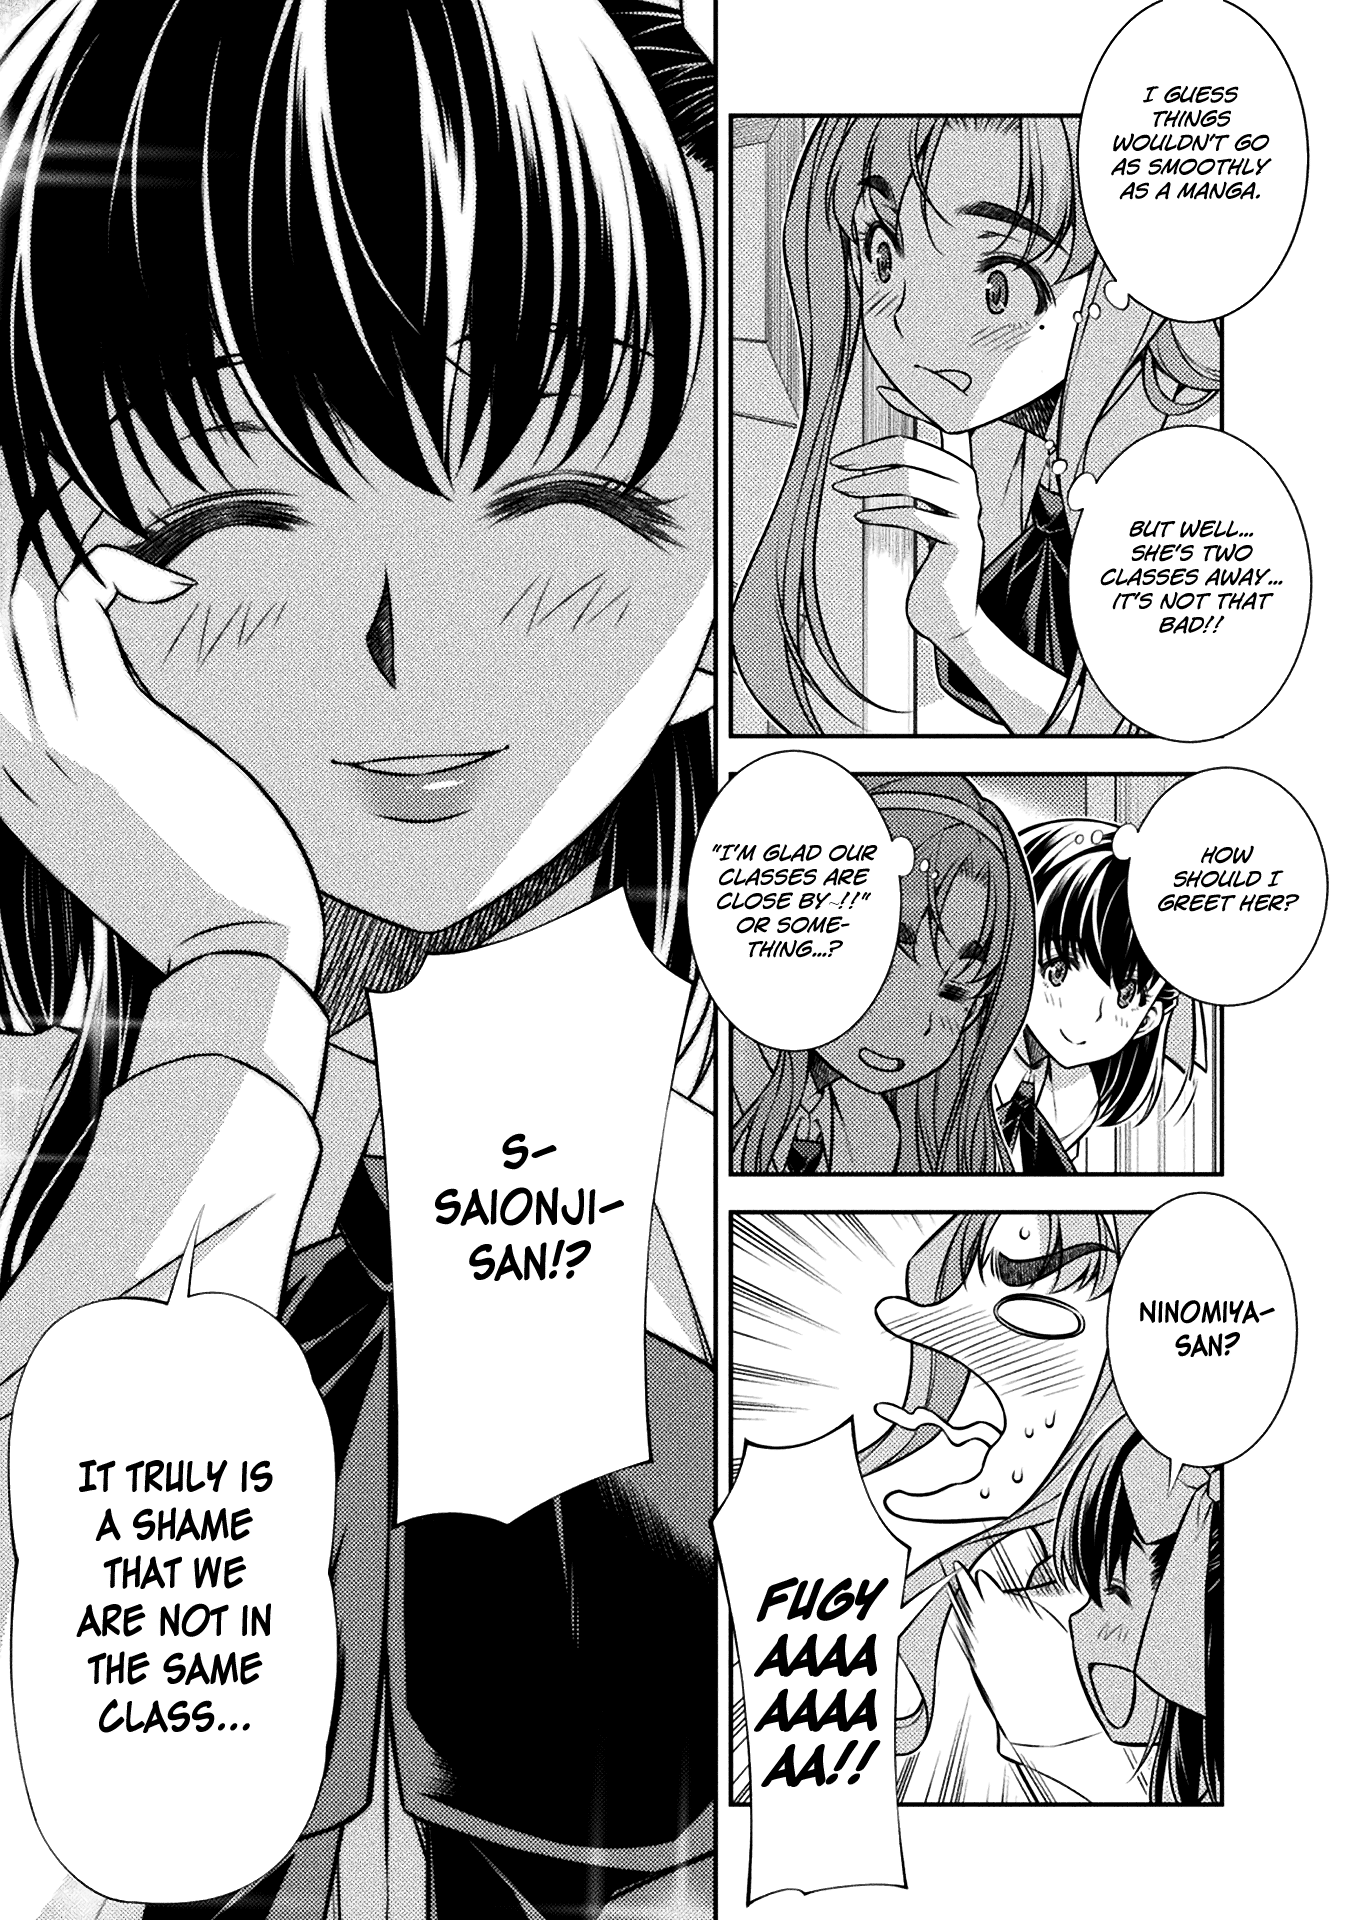 I GUESS
THINGS
WOULDN'T GO
AS SMOOTHLY
AS A MANGA.
BUT WELL...
SHE'S TWO
CLASSES AWAY...
IT'S NOT THAT
BAD!!
HOW
SHOULD I
GREET HER?
"I'M GLAD OUR
CLASSES ARE
CLOSE BY~!!"
OR SOME-
THING...?
NINOMIYA-
SAN?
FUGY
AAAA
AAAA
AA!!
S-
SAIONJI-
SAN!?
IT TRULY IS
A SHAME
THAT WE
ARE NOT IN
THE SAME
CLASS...